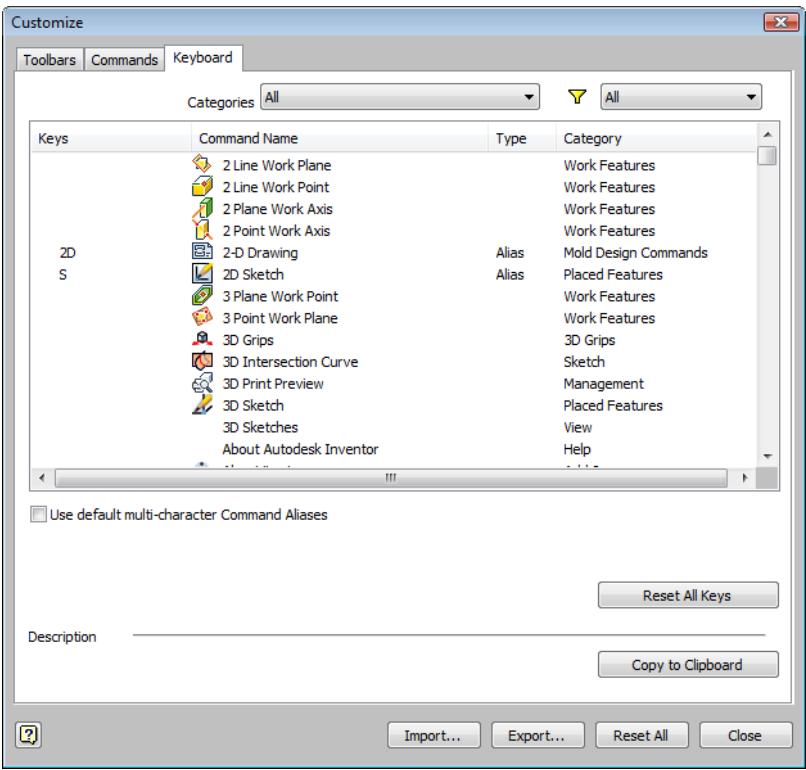 Customize
Toolbars Commands Keyboard
Categories All All
Keys Command Name Type Category
2 Line Work Plane Work Features
2 Line Work Point Work Features
2 Plane Work Axis Work Features
2 Point Work Axis Work Features
2D 2-D Drawing Alias Mold Design Commands
S 2D Sketch Alias Placed Features
3 Plane Work Point Work Features
3 Point Work Plane Work Features
3D Grips 3D Grips
3D Intersection Curve Sketch
3D Print Preview Management
3D Sketch Placed Features
3D Sketches View
About Autodesk Inventor Help
Use default multi-character Command Aliases
Reset All Keys
Description
Copy to Clipboard
? Import... Export... Reset All Close